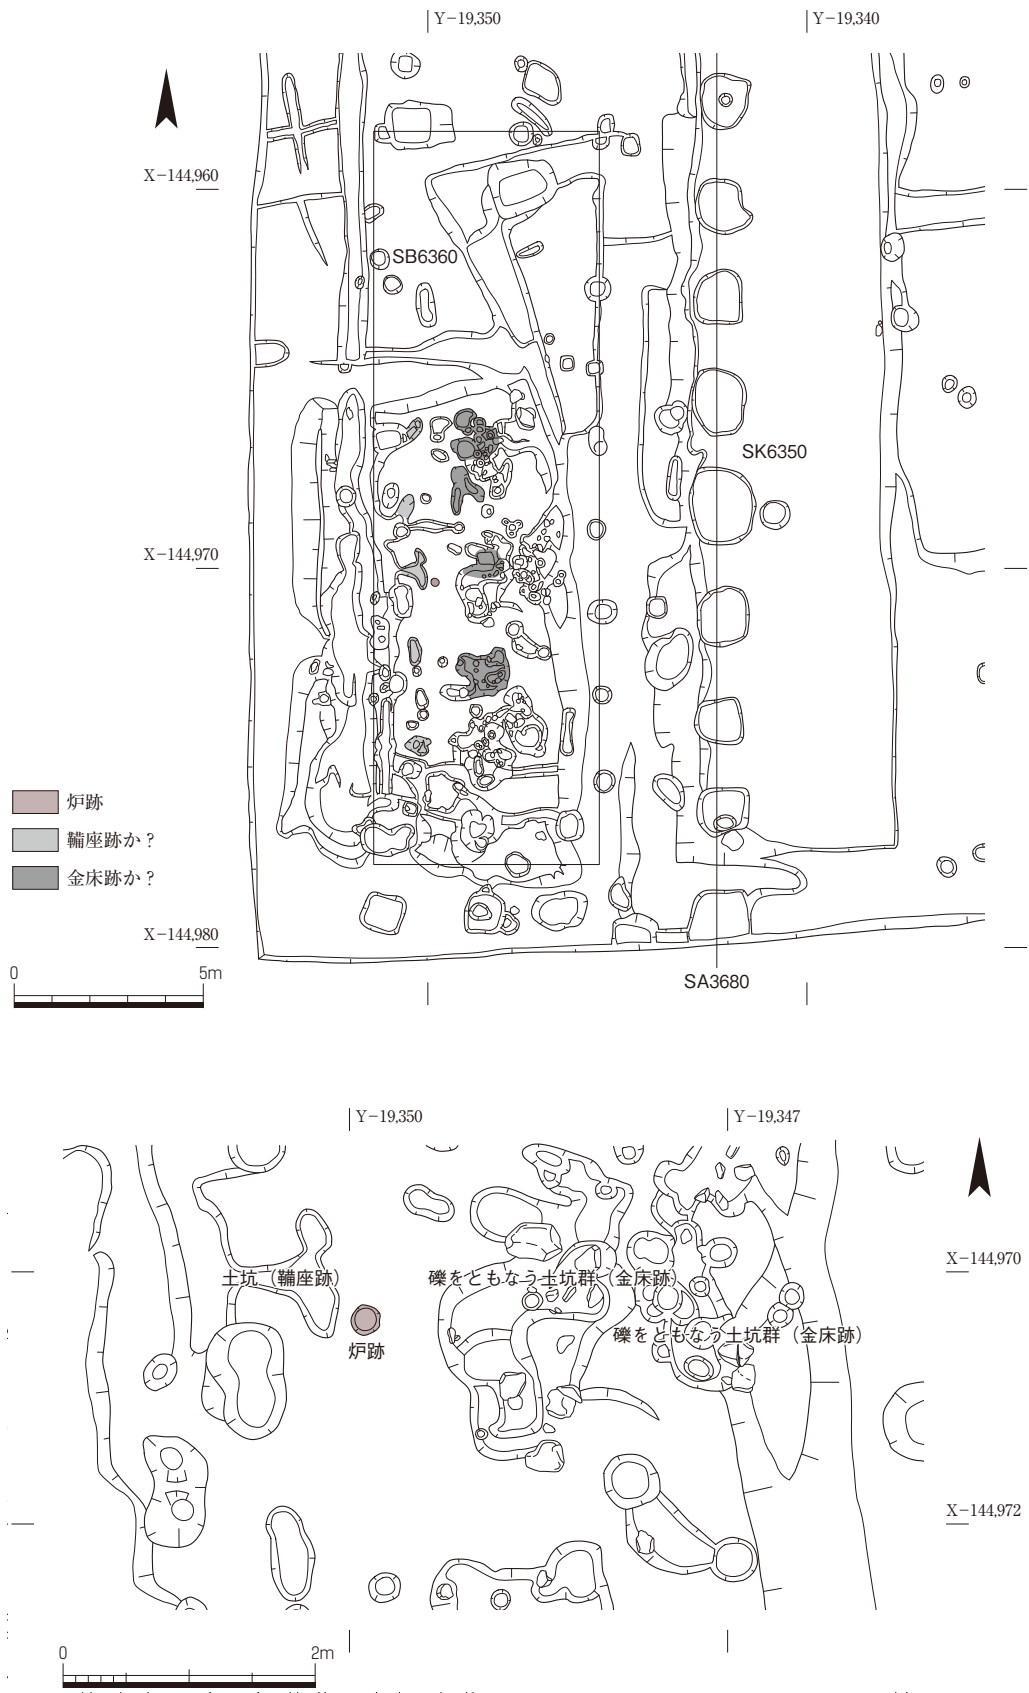 Y−19,350
Y−19,340
X−144,960
SB6360
SK6350
X−144,970
炉跡
鞴座跡か?
金床跡か?
X−144,980
0 5m
SA3680
Y−19,350
Y−19,347
X−144,970
土坑(鞴座跡)
礫をともなう土坑群(金床跡)
礫をともなう土坑群(金床跡)
炉跡
X−144,972
0 2m